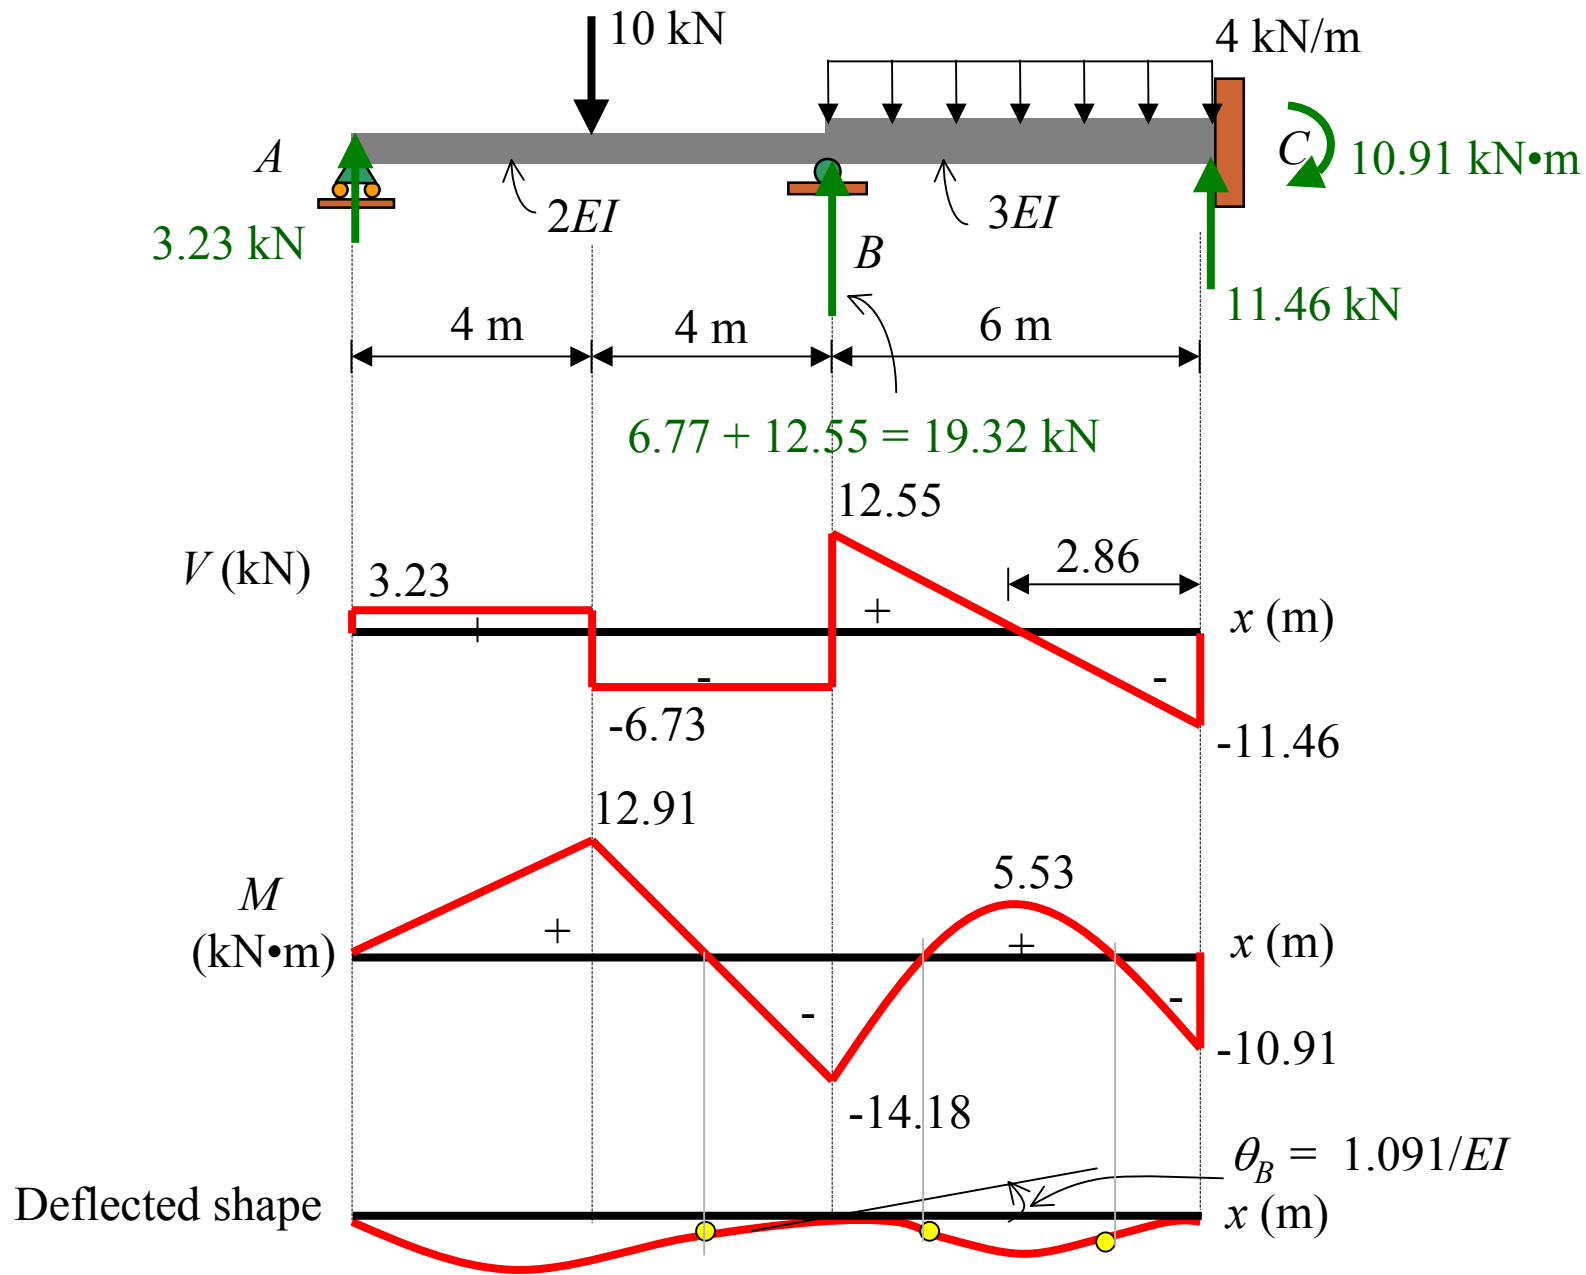 10 kN
4 kN/m
A
C
10.91 kN•m
2EI
3EI
3.23 kN
B
11.46 kN
4 m
4 m
6 m
6.77 + 12.55 = 19.32 kN
12.55
V (kN)
3.23
2.86
+
x (m)
+
-
-
-6.73
-11.46
12.91
5.53
M
(kN•m)
+
+
x (m)
-
-
-10.91
-14.18
θB = 1.091/EI
Deflected shape
x (m)